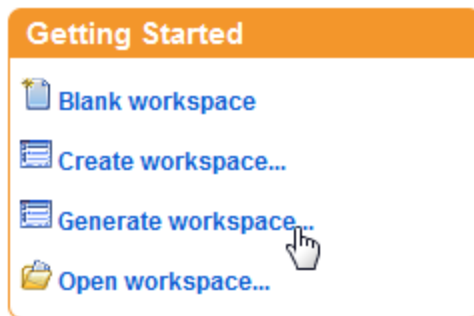 Getting Started
Blank workspace
Create workspace...
Generate workspace...
Open workspace...